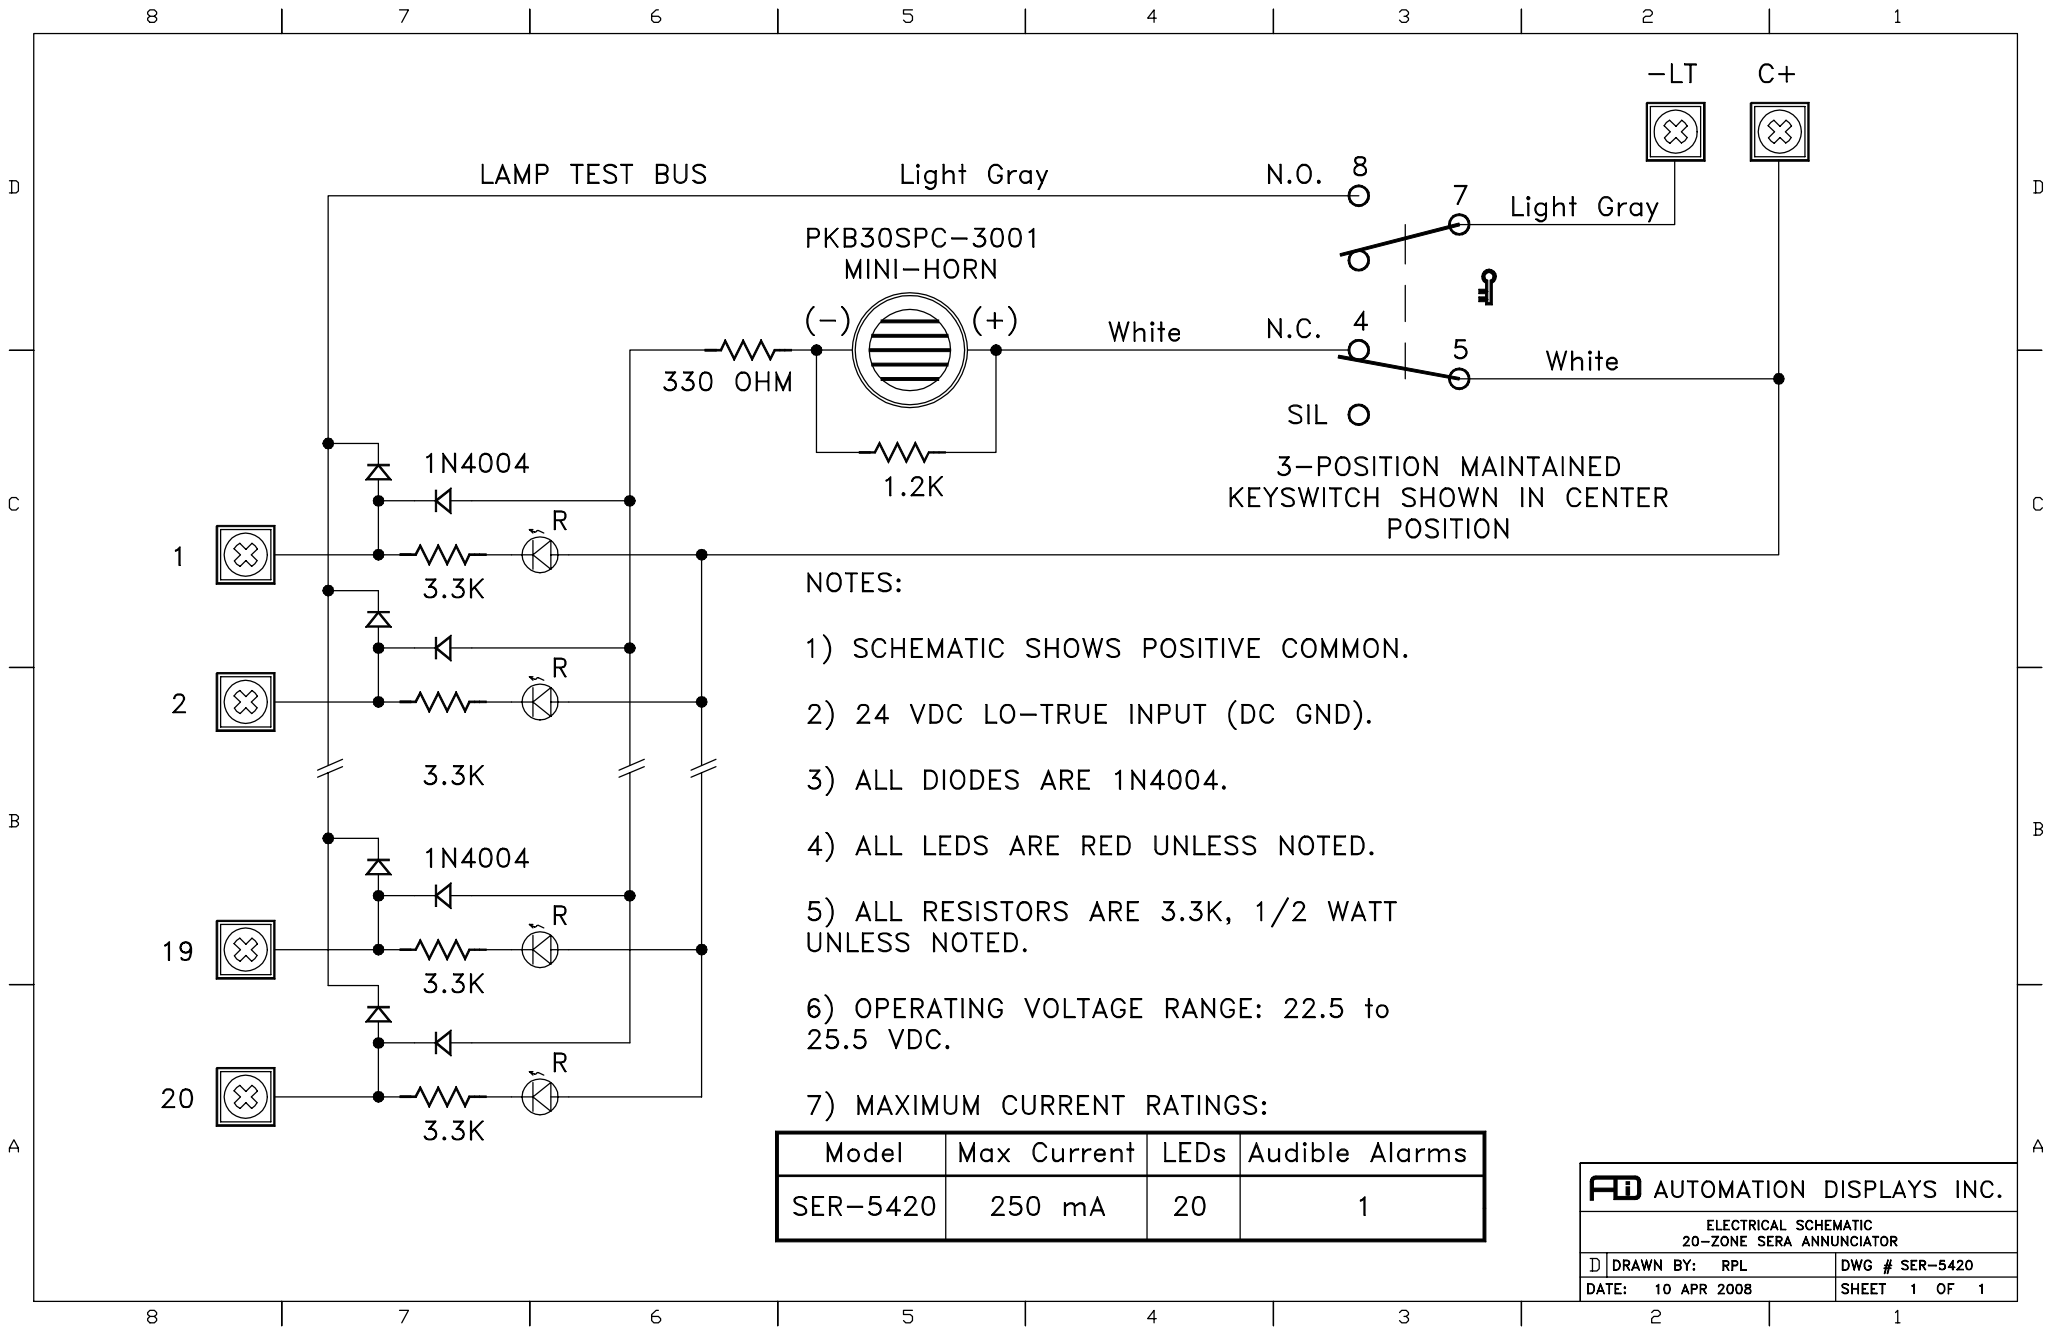 8 7 6 5 4 3 2 1
-LT C+
D LAMP TEST BUS Light Gray N.O. 8 D
7 Light Gray
PKB30SPC-3001
MINI-HORN
(-) (+)
White N.C. 4
5 White
330 OHM
SIL
1.2K
3-POSITION MAINTAINED
KEYSWITCH SHOWN IN CENTER
POSITION
1N4004
C C
R
1
3.3K
NOTES:
1) SCHEMATIC SHOWS POSITIVE COMMON.
R
2
2) 24 VDC LO-TRUE INPUT (DC GND).
3.3K
3) ALL DIODES ARE 1N4004.
B B
4) ALL LEDS ARE RED UNLESS NOTED.
1N4004
R
5) ALL RESISTORS ARE 3.3K, 1/2 WATT
UNLESS NOTED.
19
3.3K
6) OPERATING VOLTAGE RANGE: 22.5 to
25.5 VDC.
R
20
3.3K
7) MAXIMUM CURRENT RATINGS:
A A
Model Max Current LEDs Audible Alarms
SER-5420 250 mA 20 1
ADi AUTOMATION DISPLAYS INC.
ELECTRICAL SCHEMATIC
20-ZONE SERA ANNUNCIATOR
D DRAWN BY: RPL DWG # SER-5420
DATE: 10 APR 2008 SHEET 1 OF 1
8 7 6 5 4 3 2 1